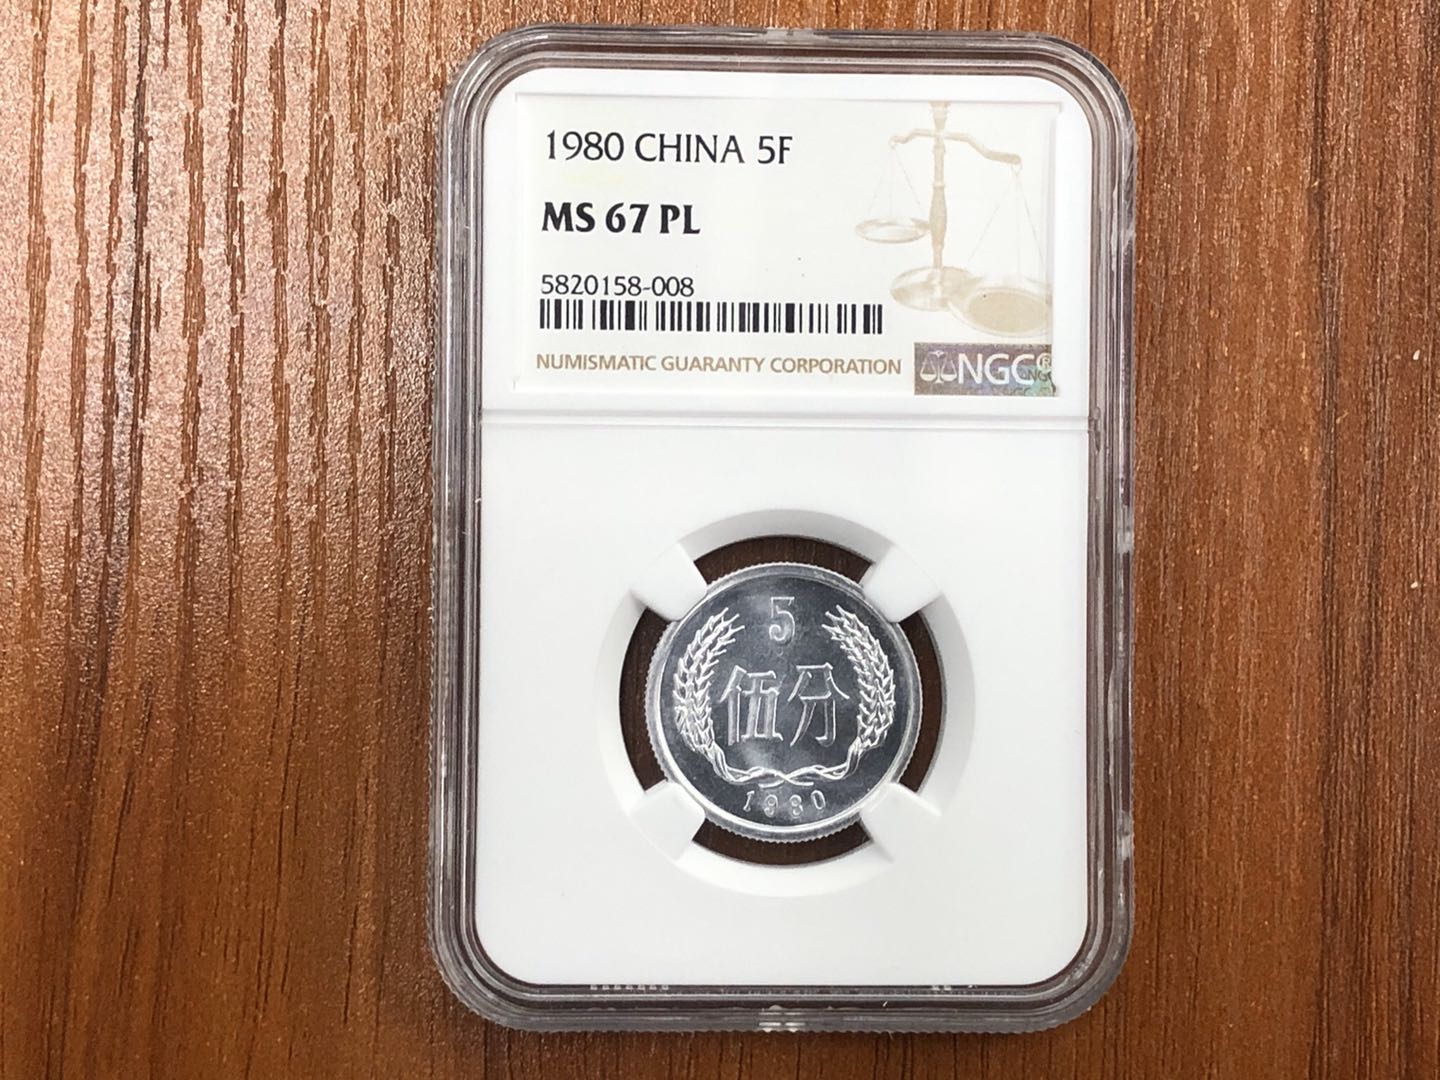 1980 CHINA 5F
MS 67 PL
5820158-008
NUMISMATIC GUARANTY CORPORATION
NGC®
5
伍分
1980